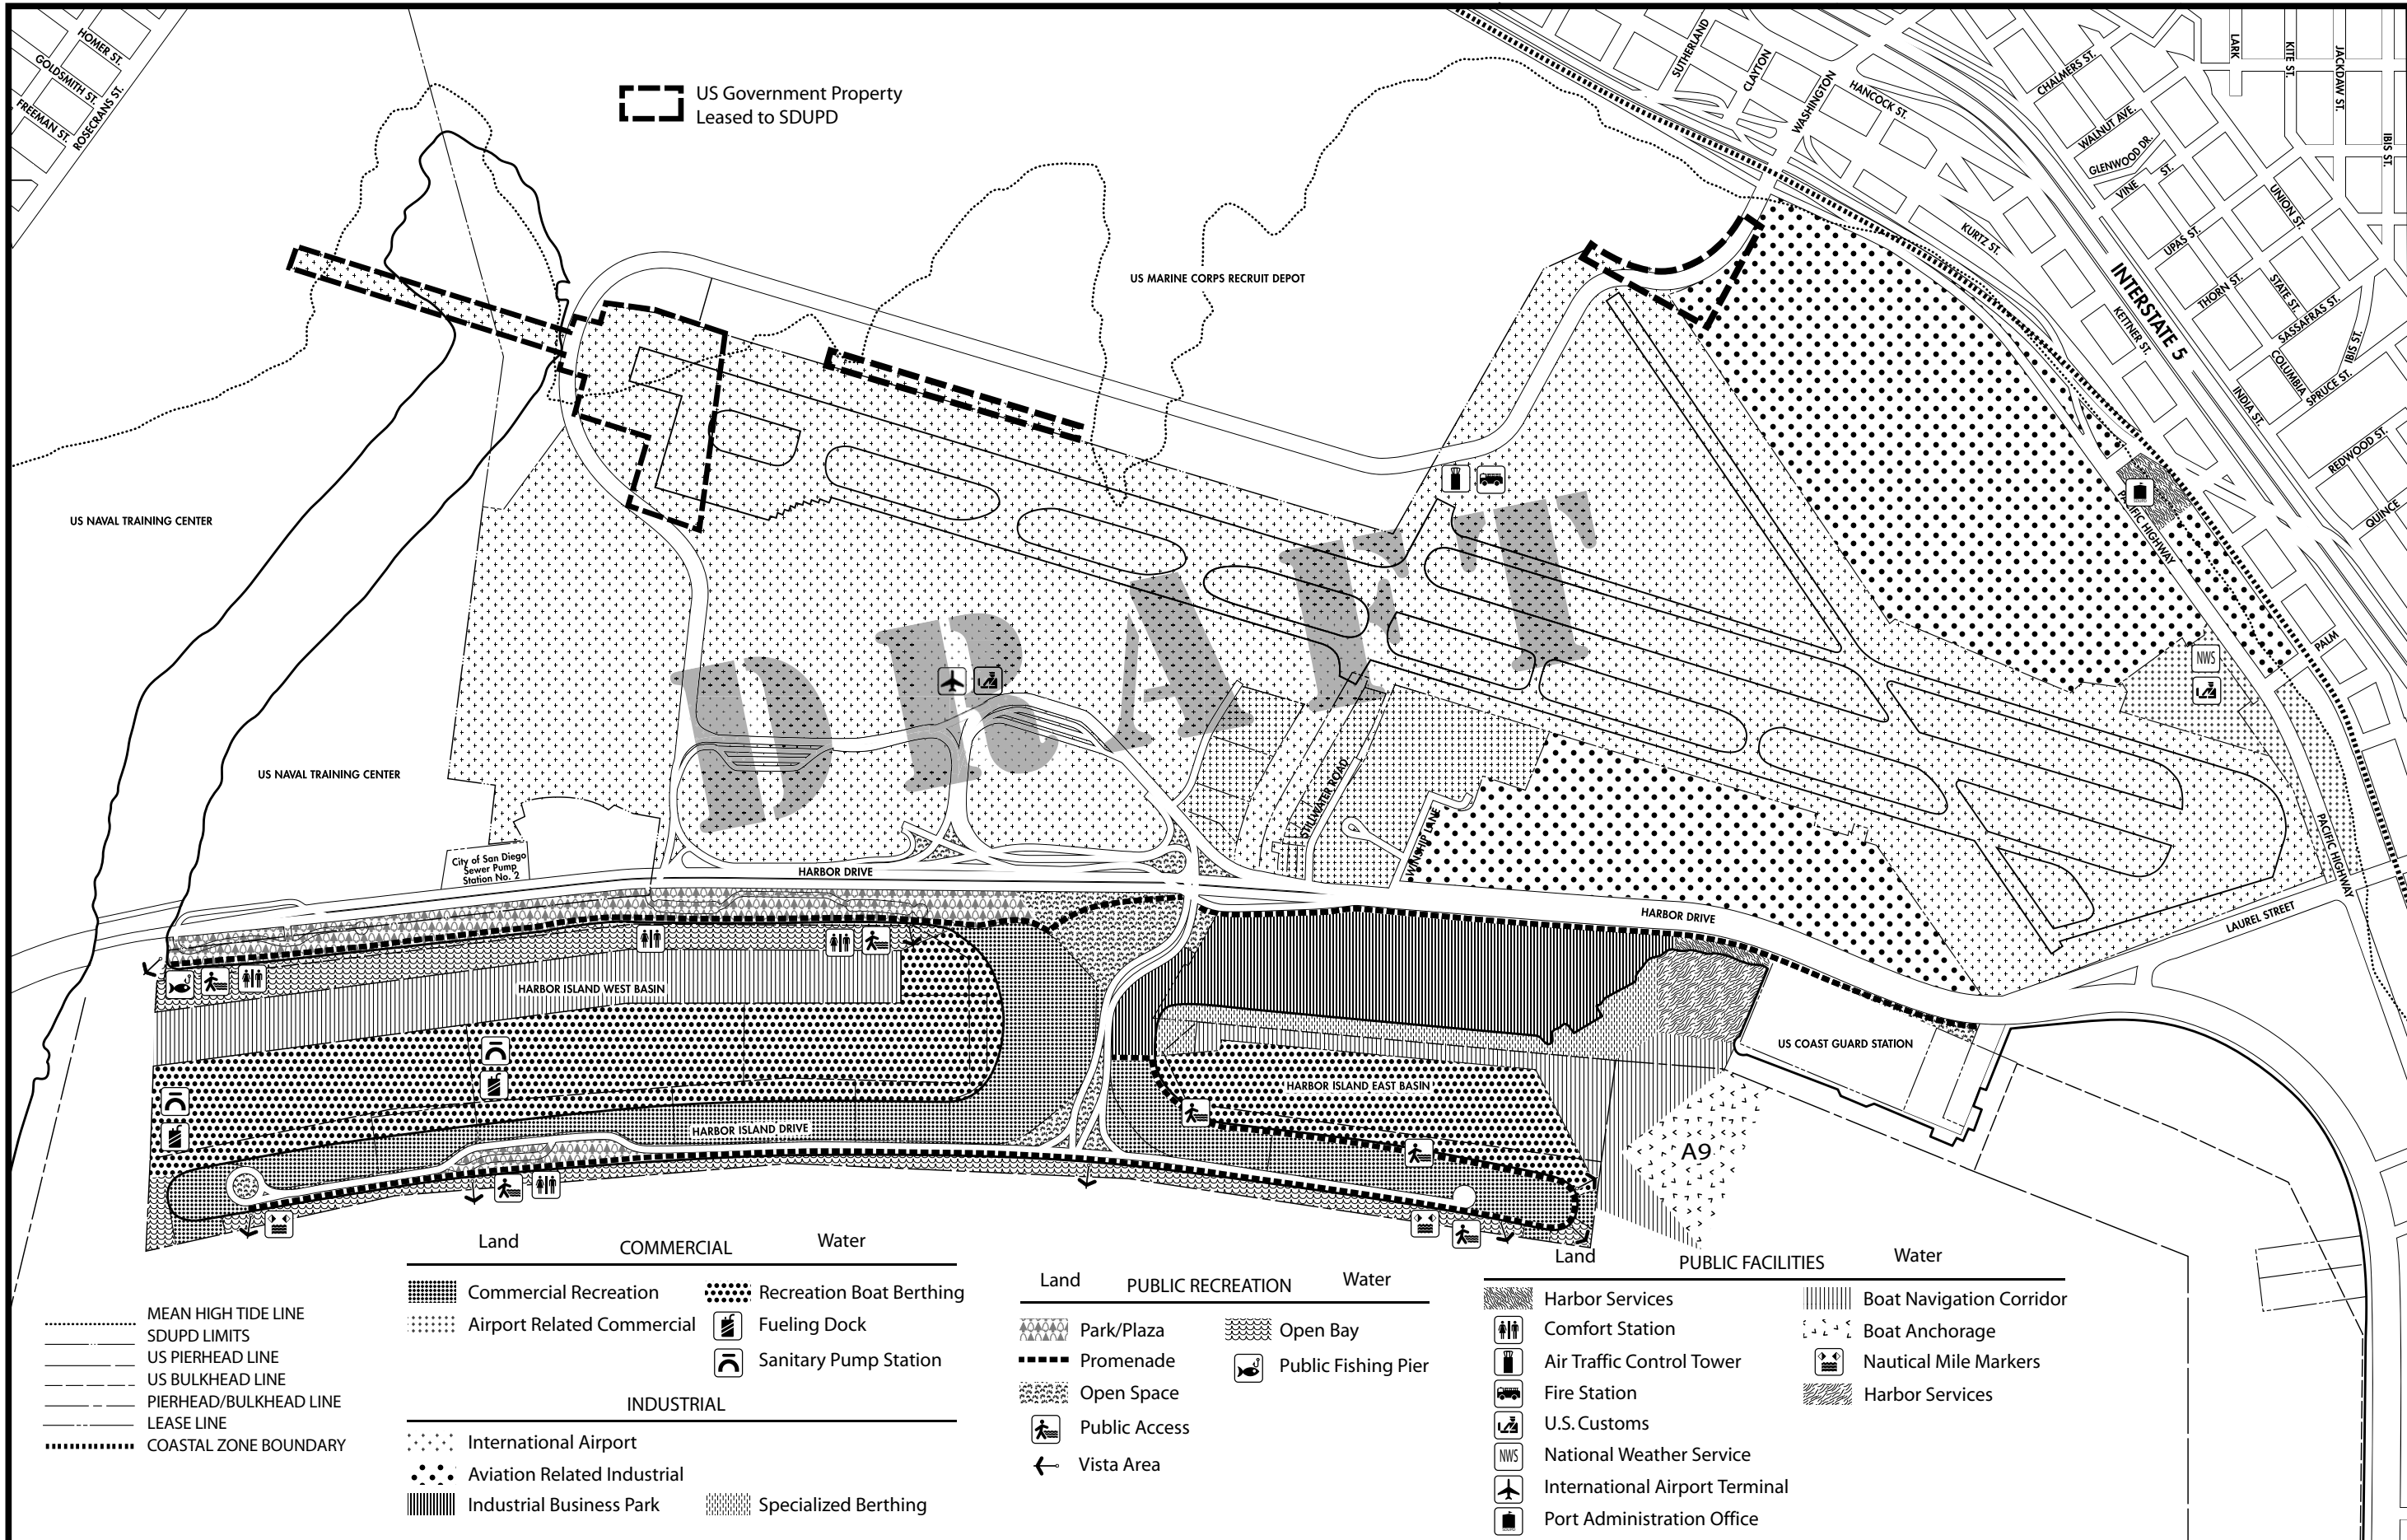 HOMER ST.
GOLDSMITH ST.
FREEMAN ST.
ROSECRANS ST.
US Government Property
Leased to SDUPD
SUTHERLAND
CLAYTON
WASHINGTON
HANCOCK ST.
CHALMERS ST.
WALNUT AVE.
GLENWOOD DR.
VINE ST.
LARK
KITE ST.
JACKDAW ST.
IBIS ST.
UNION ST.
UPAS ST.
KURTZ ST.
INTERSTATE 5
THORN ST.
STATE ST.
SASSAFRAS ST.
IBIS ST.
KETTNER ST.
COLUMBIA
SPRUCE ST.
INDIA ST.
REDWOOD ST.
QUINCE
US MARINE CORPS RECRUIT DEPOT
US NAVAL TRAINING CENTER
PACIFIC HIGHWAY
PALM
NWS
DRAFT
US NAVAL TRAINING CENTER
STILLWATER ROAD
WINSHIP LANE
PACIFIC HIGHWAY
City of San Diego
Sewer Pump
Station No. 2
HARBOR DRIVE
HARBOR DRIVE
LAUREL STREET
HARBOR ISLAND WEST BASIN
US COAST GUARD STATION
HARBOR ISLAND EAST BASIN
HARBOR ISLAND DRIVE
A9
MEAN HIGH TIDE LINE
SDUPD LIMITS
US PIERHEAD LINE
US BULKHEAD LINE
PIERHEAD/BULKHEAD LINE
LEASE LINE
COASTAL ZONE BOUNDARY
Land COMMERCIAL Water
Commercial Recreation Recreation Boat Berthing
Airport Related Commercial Fueling Dock
Sanitary Pump Station
INDUSTRIAL
International Airport
Aviation Related Industrial
Industrial Business Park Specialized Berthing
Land PUBLIC RECREATION Water
Park/Plaza Open Bay
Promenade Public Fishing Pier
Open Space
Public Access
Vista Area
Land PUBLIC FACILITIES Water
Harbor Services Boat Navigation Corridor
Comfort Station Boat Anchorage
Air Traffic Control Tower Nautical Mile Markers
Fire Station Harbor Services
U.S. Customs
NWS National Weather Service
International Airport Terminal
Port Administration Office